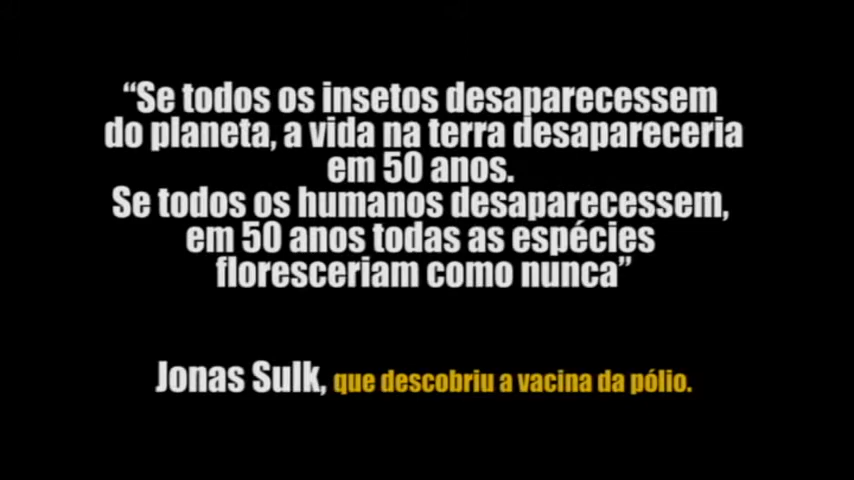 “Se todos os insetos desaparecessem
do planeta, a vida na terra desapareceria
em 50 anos.
Se todos os humanos desaparecessem,
em 50 anos todas as espécies
floresceriam como nunca”
Jonas Sulk, que descobriu a vacina da pólio.